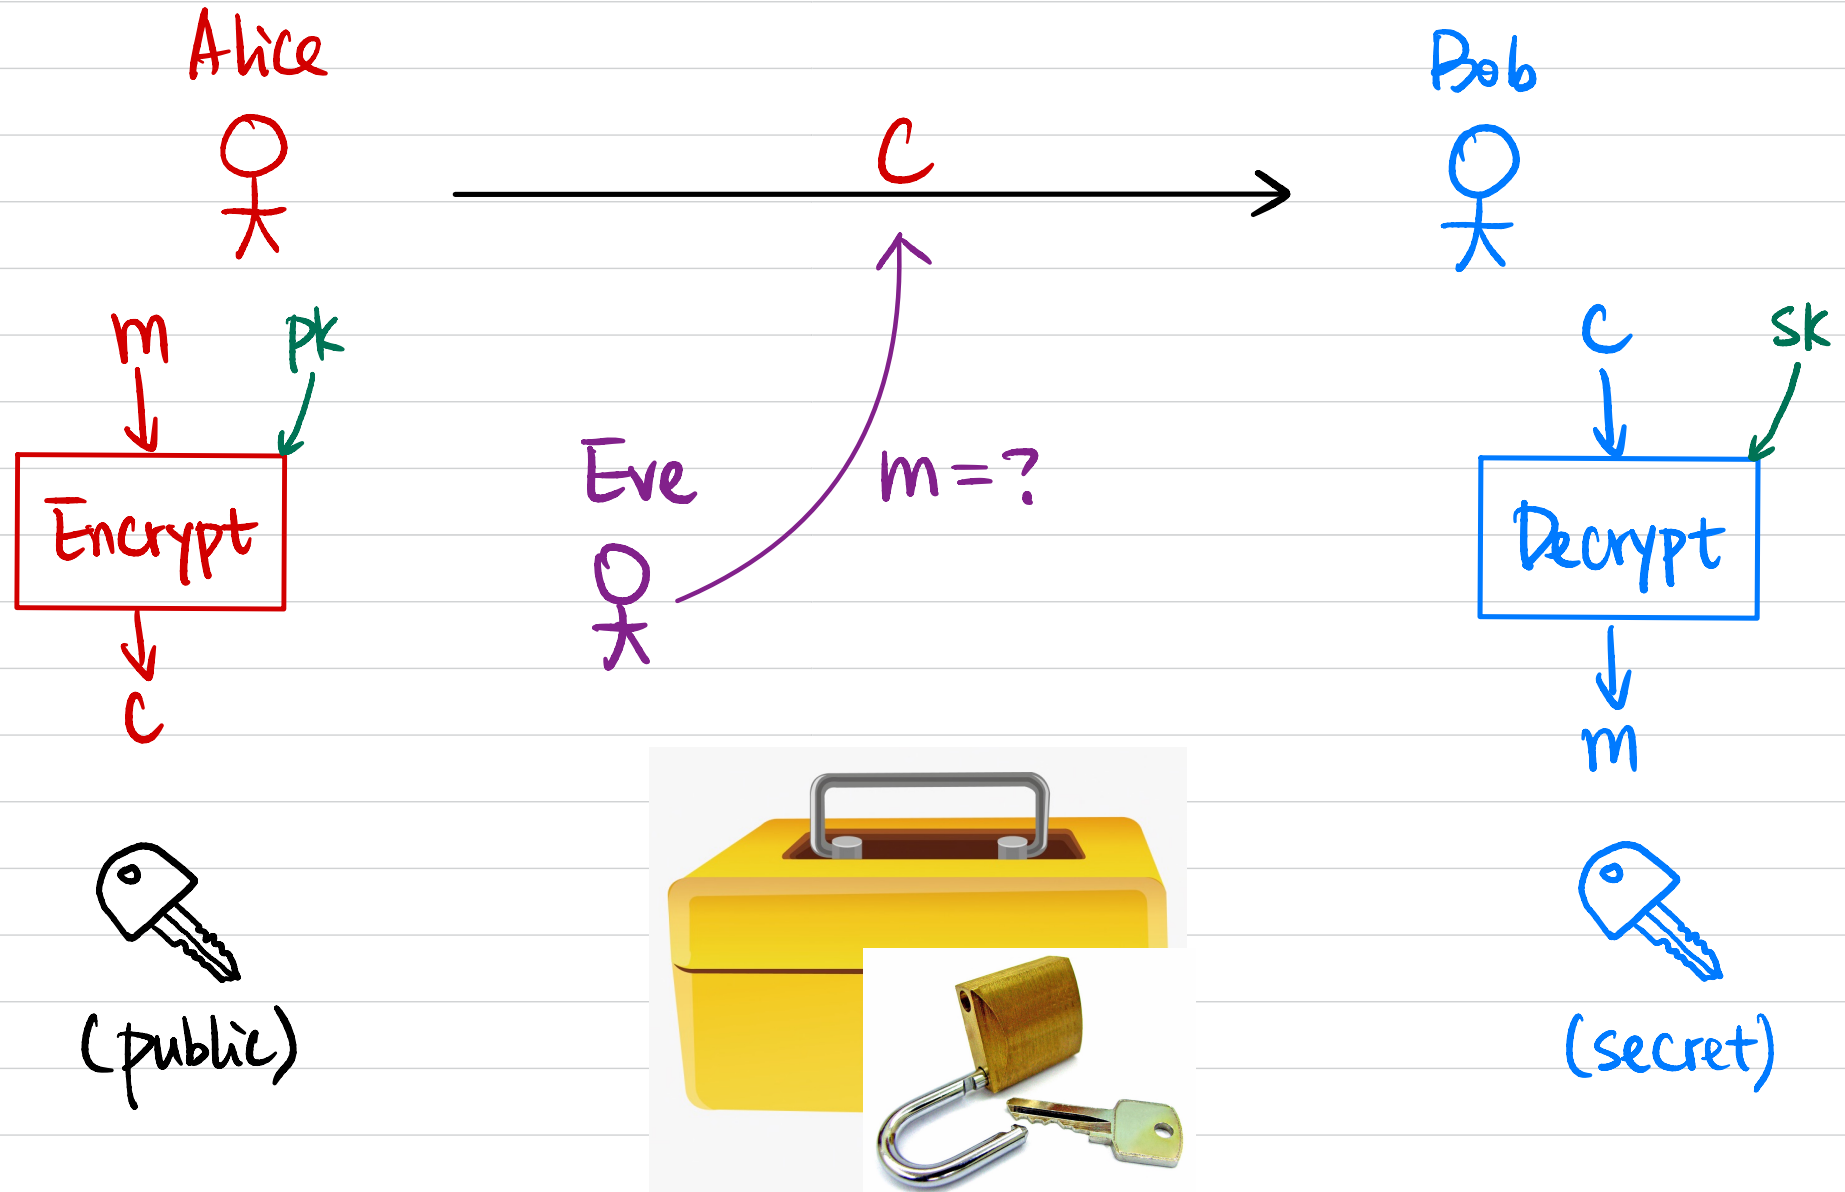 Alice
Bob
C
m
pk
C
sk
Eve
m=?
Encrypt
Decrypt
C
m
(public)
(secret)